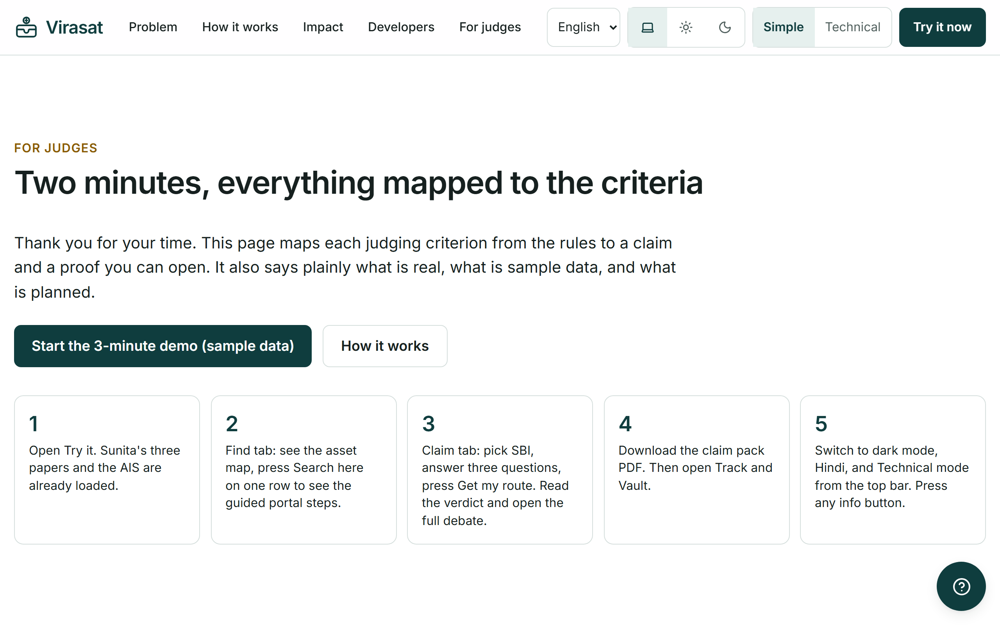 Virasat
Problem
How it works
Impact
Developers
For judges
English
Simple
Technical
Try it now
FOR JUDGES
Two minutes, everything mapped to the criteria
Thank you for your time. This page maps each judging criterion from the rules to a claim
and a proof you can open. It also says plainly what is real, what is sample data, and what
is planned.
Start the 3-minute demo (sample data)
How it works
1
Open Try it. Sunita's three
papers and the AIS are
already loaded.
2
Find tab: see the asset
map, press Search here
on one row to see the
guided portal steps.
3
Claim tab: pick SBI,
answer three questions,
press Get my route. Read
the verdict and open the
full debate.
4
Download the claim pack
PDF. Then open Track and
Vault.
5
Switch to dark mode,
Hindi, and Technical mode
from the top bar. Press
any info button.